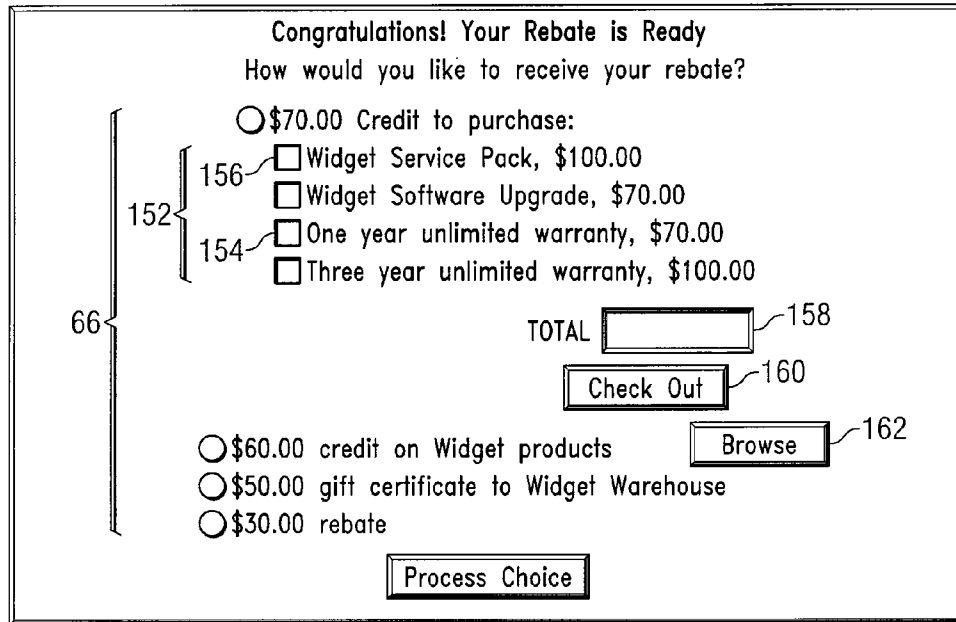 Congratulations! Your Rebate is Ready
How would you like to receive your rebate?
$70.00 Credit to purchase:
156 Widget Service Pack, $100.00
Widget Software Upgrade, $70.00
152
154 One year unlimited warranty, $70.00
Three year unlimited warranty, $100.00
66
TOTAL 158
Check Out 160
Browse 162
$60.00 credit on Widget products
$50.00 gift certificate to Widget Warehouse
$30.00 rebate
Process Choice